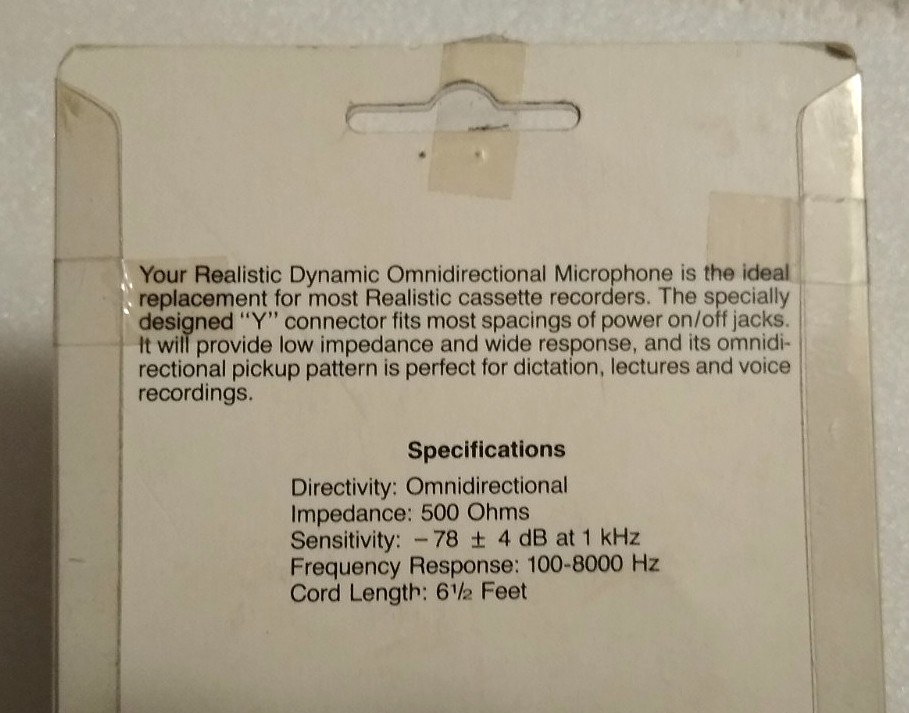 Your Realistic Dynamic Omnidirectional Microphone is the ideal
replacement for most Realistic cassette recorders. The specially
designed “Y” connector fits most spacings of power on/off jacks.
It will provide low impedance and wide response, and its omnidi-
rectional pickup pattern is perfect for dictation, lectures and voice
recordings.
Specifications
Directivity: Omnidirectional
Impedance: 500 Ohms
Sensitivity: – 78 ± 4 dB at 1 kHz
Frequency Response: 100-8000 Hz
Cord Length: 6½ Feet